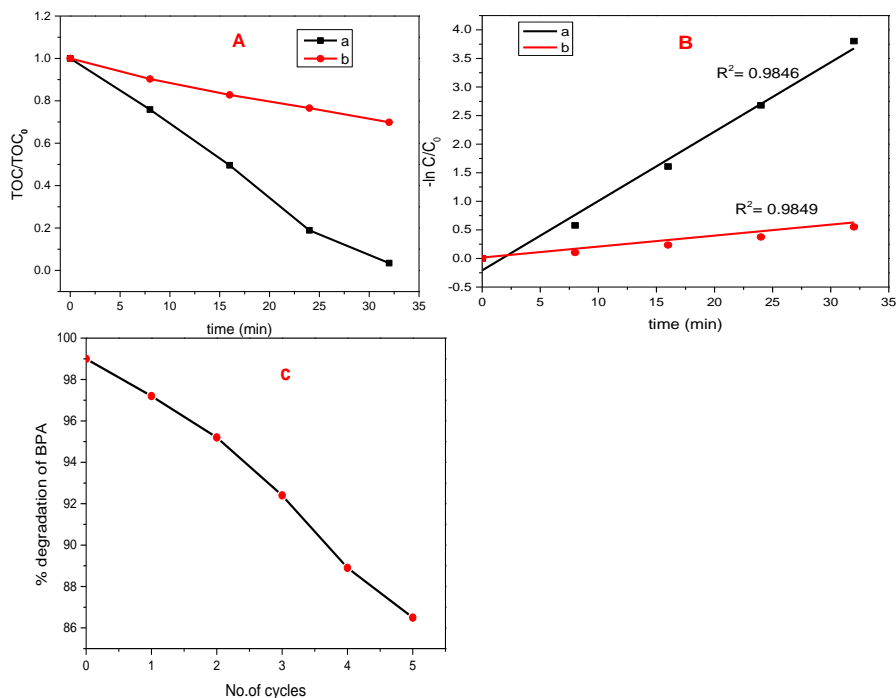 A
a
b
1.2
1.0
0.8
0.6
0.4
0.2
0.0
TOC/TOC₀
0 5 10 15 20 25 30 35
time (min)
B
a
b
R²= 0.9846
R²= 0.9849
4.0
3.5
3.0
2.5
2.0
1.5
1.0
0.5
0.0
-0.5
-ln C/C₀
0 5 10 15 20 25 30 35
time (min)
c
100
98
96
94
92
90
88
86
% degradation of BPA
0 1 2 3 4 5
No.of cycles